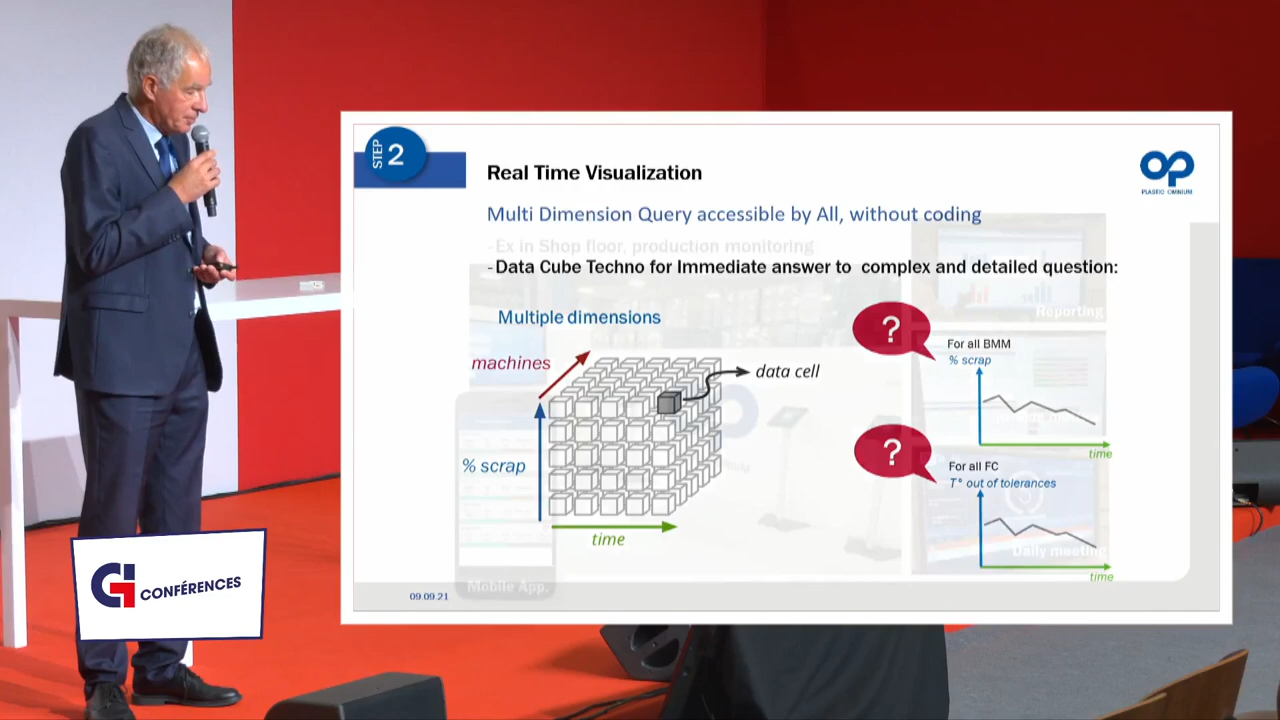 STEP 2
Real Time Visualization
OP
PLASTIC OMNIUM
Multi Dimension Query accessible by All, without coding
- Ex in Shop floor, production monitoring
- Data Cube Techno for Immediate answer to complex and detailed question:
Multiple dimensions
machines
data cell
% scrap
time
Reporting
?
For all BMM
% scrap
time
?
For all FC
T° out of tolerances
Daily meeting
time
Mobile App.
09.09.21
GI CONFÉRENCES